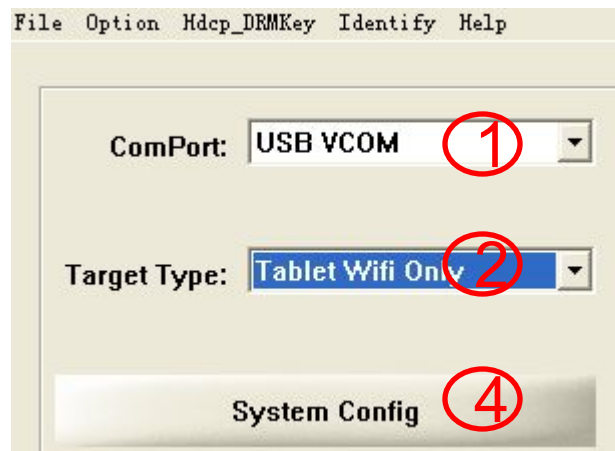 File Option Hdcp_DRMKey Identify Help
ComPort: USB VCOM 1
Target Type: Tablet Wifi Only 2
System Config 4